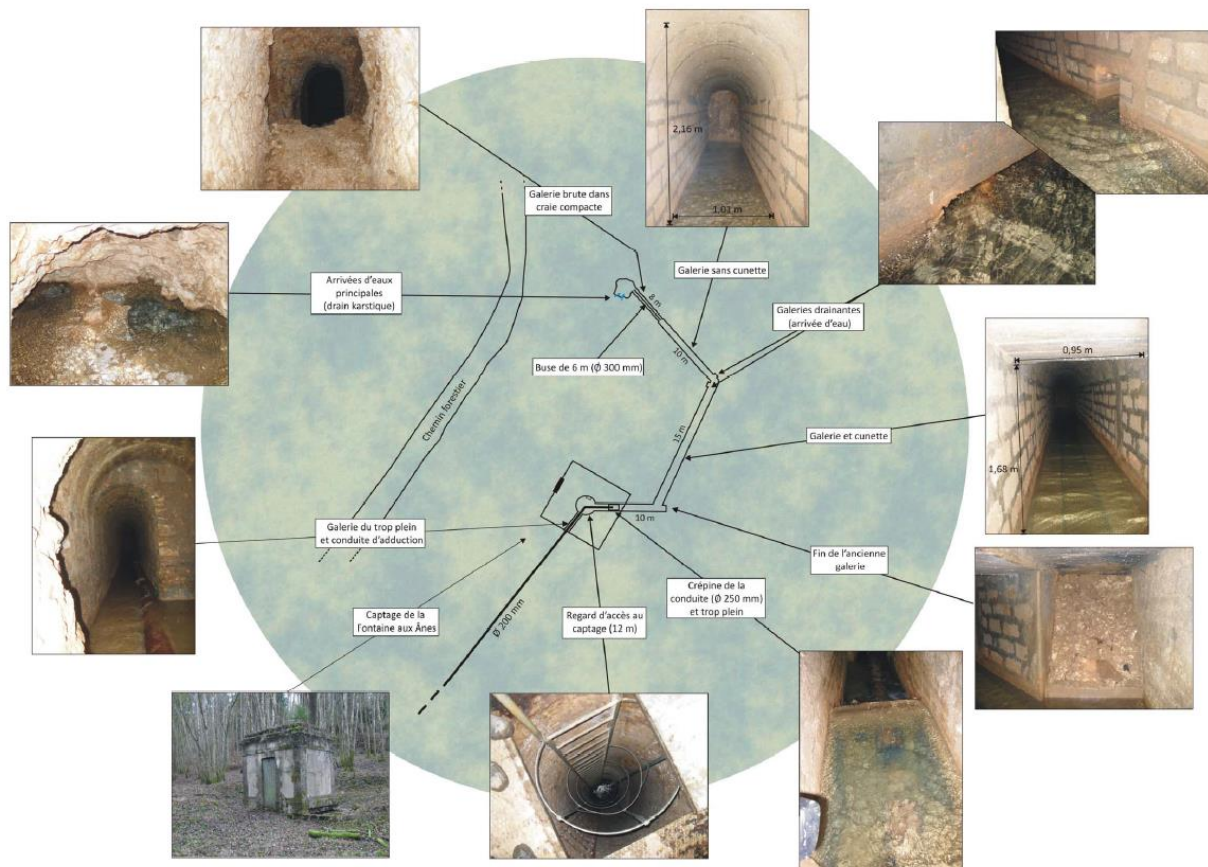 2,16 m
1,03 m
Galerie brute dans
craie compacte
Galerie sans cunette
Arrivées d'eaux
principales
(drain karstique)
8 m
Galeries drainantes
(arrivée d'eau)
10 m
Buse de 6 m (Ø 300 mm)
0,95 m
1,68 m
Chemin forestier
15 m
Galerie et cunette
10 m
Galerie du trop plein
et conduite d'adduction
Fin de l'ancienne
galerie
Crépine de la
conduite (Ø 250 mm)
et trop plein
Captage de la
Fontaine aux Ânes
Ø 200 mm
Regard d'accès au
captage (12 m)